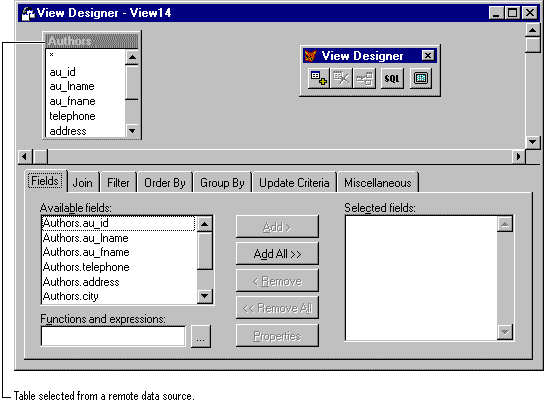 View Designer - View14
Authors
*
au_id
au_lname
au_fname
telephone
address
View Designer
SQL
Fields Join Filter Order By Group By Update Criteria Miscellaneous
Available fields:
Authors.au_id
Authors.au_lname
Authors.au_fname
Authors.telephone
Authors.address
Authors.city
Functions and expressions:
...
Add >
Add All >>
< Remove
<< Remove All
Properties
Selected fields:
Table selected from a remote data source.